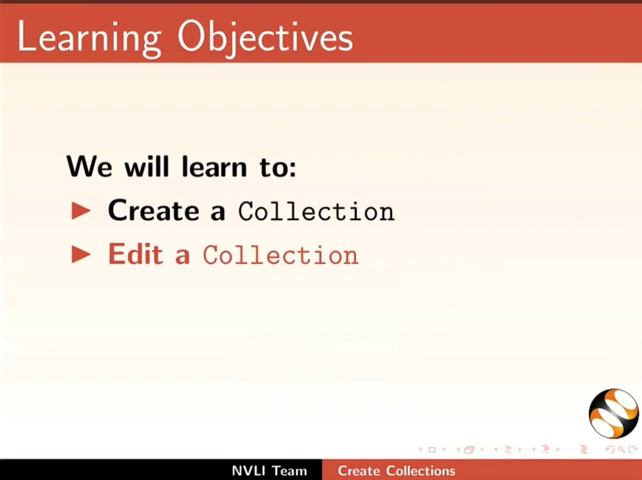 Learning Objectives
We will learn to:
Create a Collection
Edit a Collection
NVLI Team Create Collections